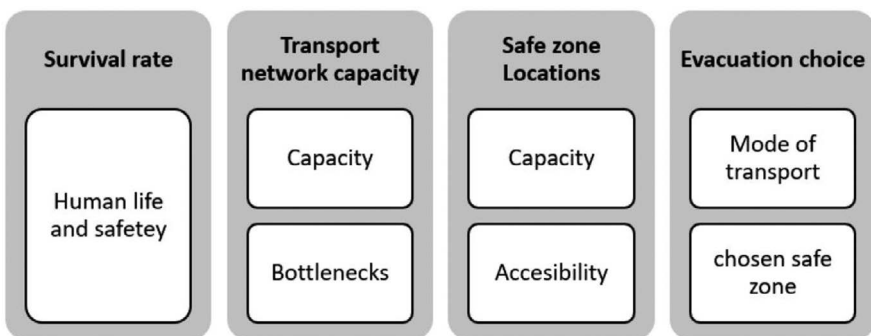 Survival rate
Human life
and safetey
Transport
network capacity
Capacity
Bottlenecks
Safe zone
Locations
Capacity
Accesibility
Evacuation choice
Mode of
transport
chosen safe
zone